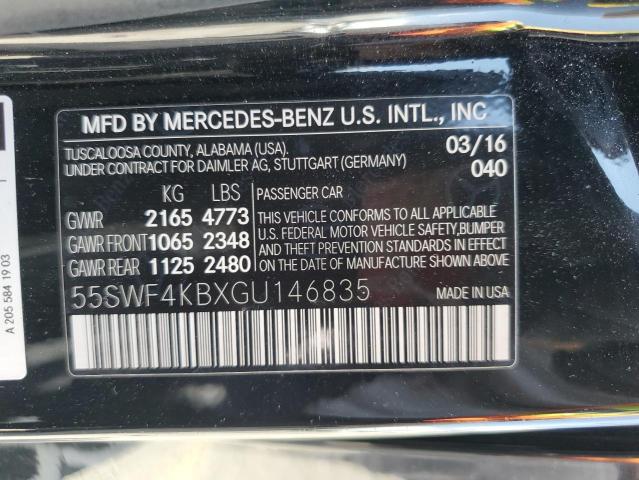 MFD BY MERCEDES-BENZ U.S. INTL., INC
TUSCALOOSA COUNTY, ALABAMA (USA). 03/16
UNDER CONTRACT FOR DAIMLER AG, STUTTGART (GERMANY) 040
KG LBS PASSENGER CAR
GVWR 2165 4773 THIS VEHICLE CONFORMS TO ALL APPLICABLE
U.S. FEDERAL MOTOR VEHICLE SAFETY,BUMPER
GAWR FRONT 1065 2348 AND THEFT PREVENTION STANDARDS IN EFFECT
GAWR REAR 1125 2480 ON THE DATE OF MANUFACTURE SHOWN ABOVE.
55SWF4KBXGU146835 MADE IN USA
A 205 584 19 03